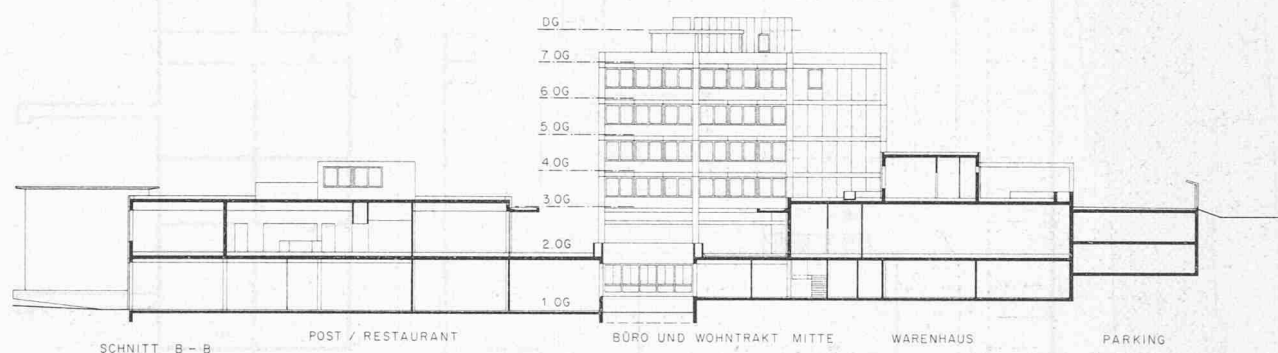 DG
7. OG
6. OG
5. OG
4. OG
3. OG
2. OG
1. OG
SCHNITT B – B
POST / RESTAURANT
BÜRO UND WOHNTRAKT MITTE
WARENHAUS
PARKING